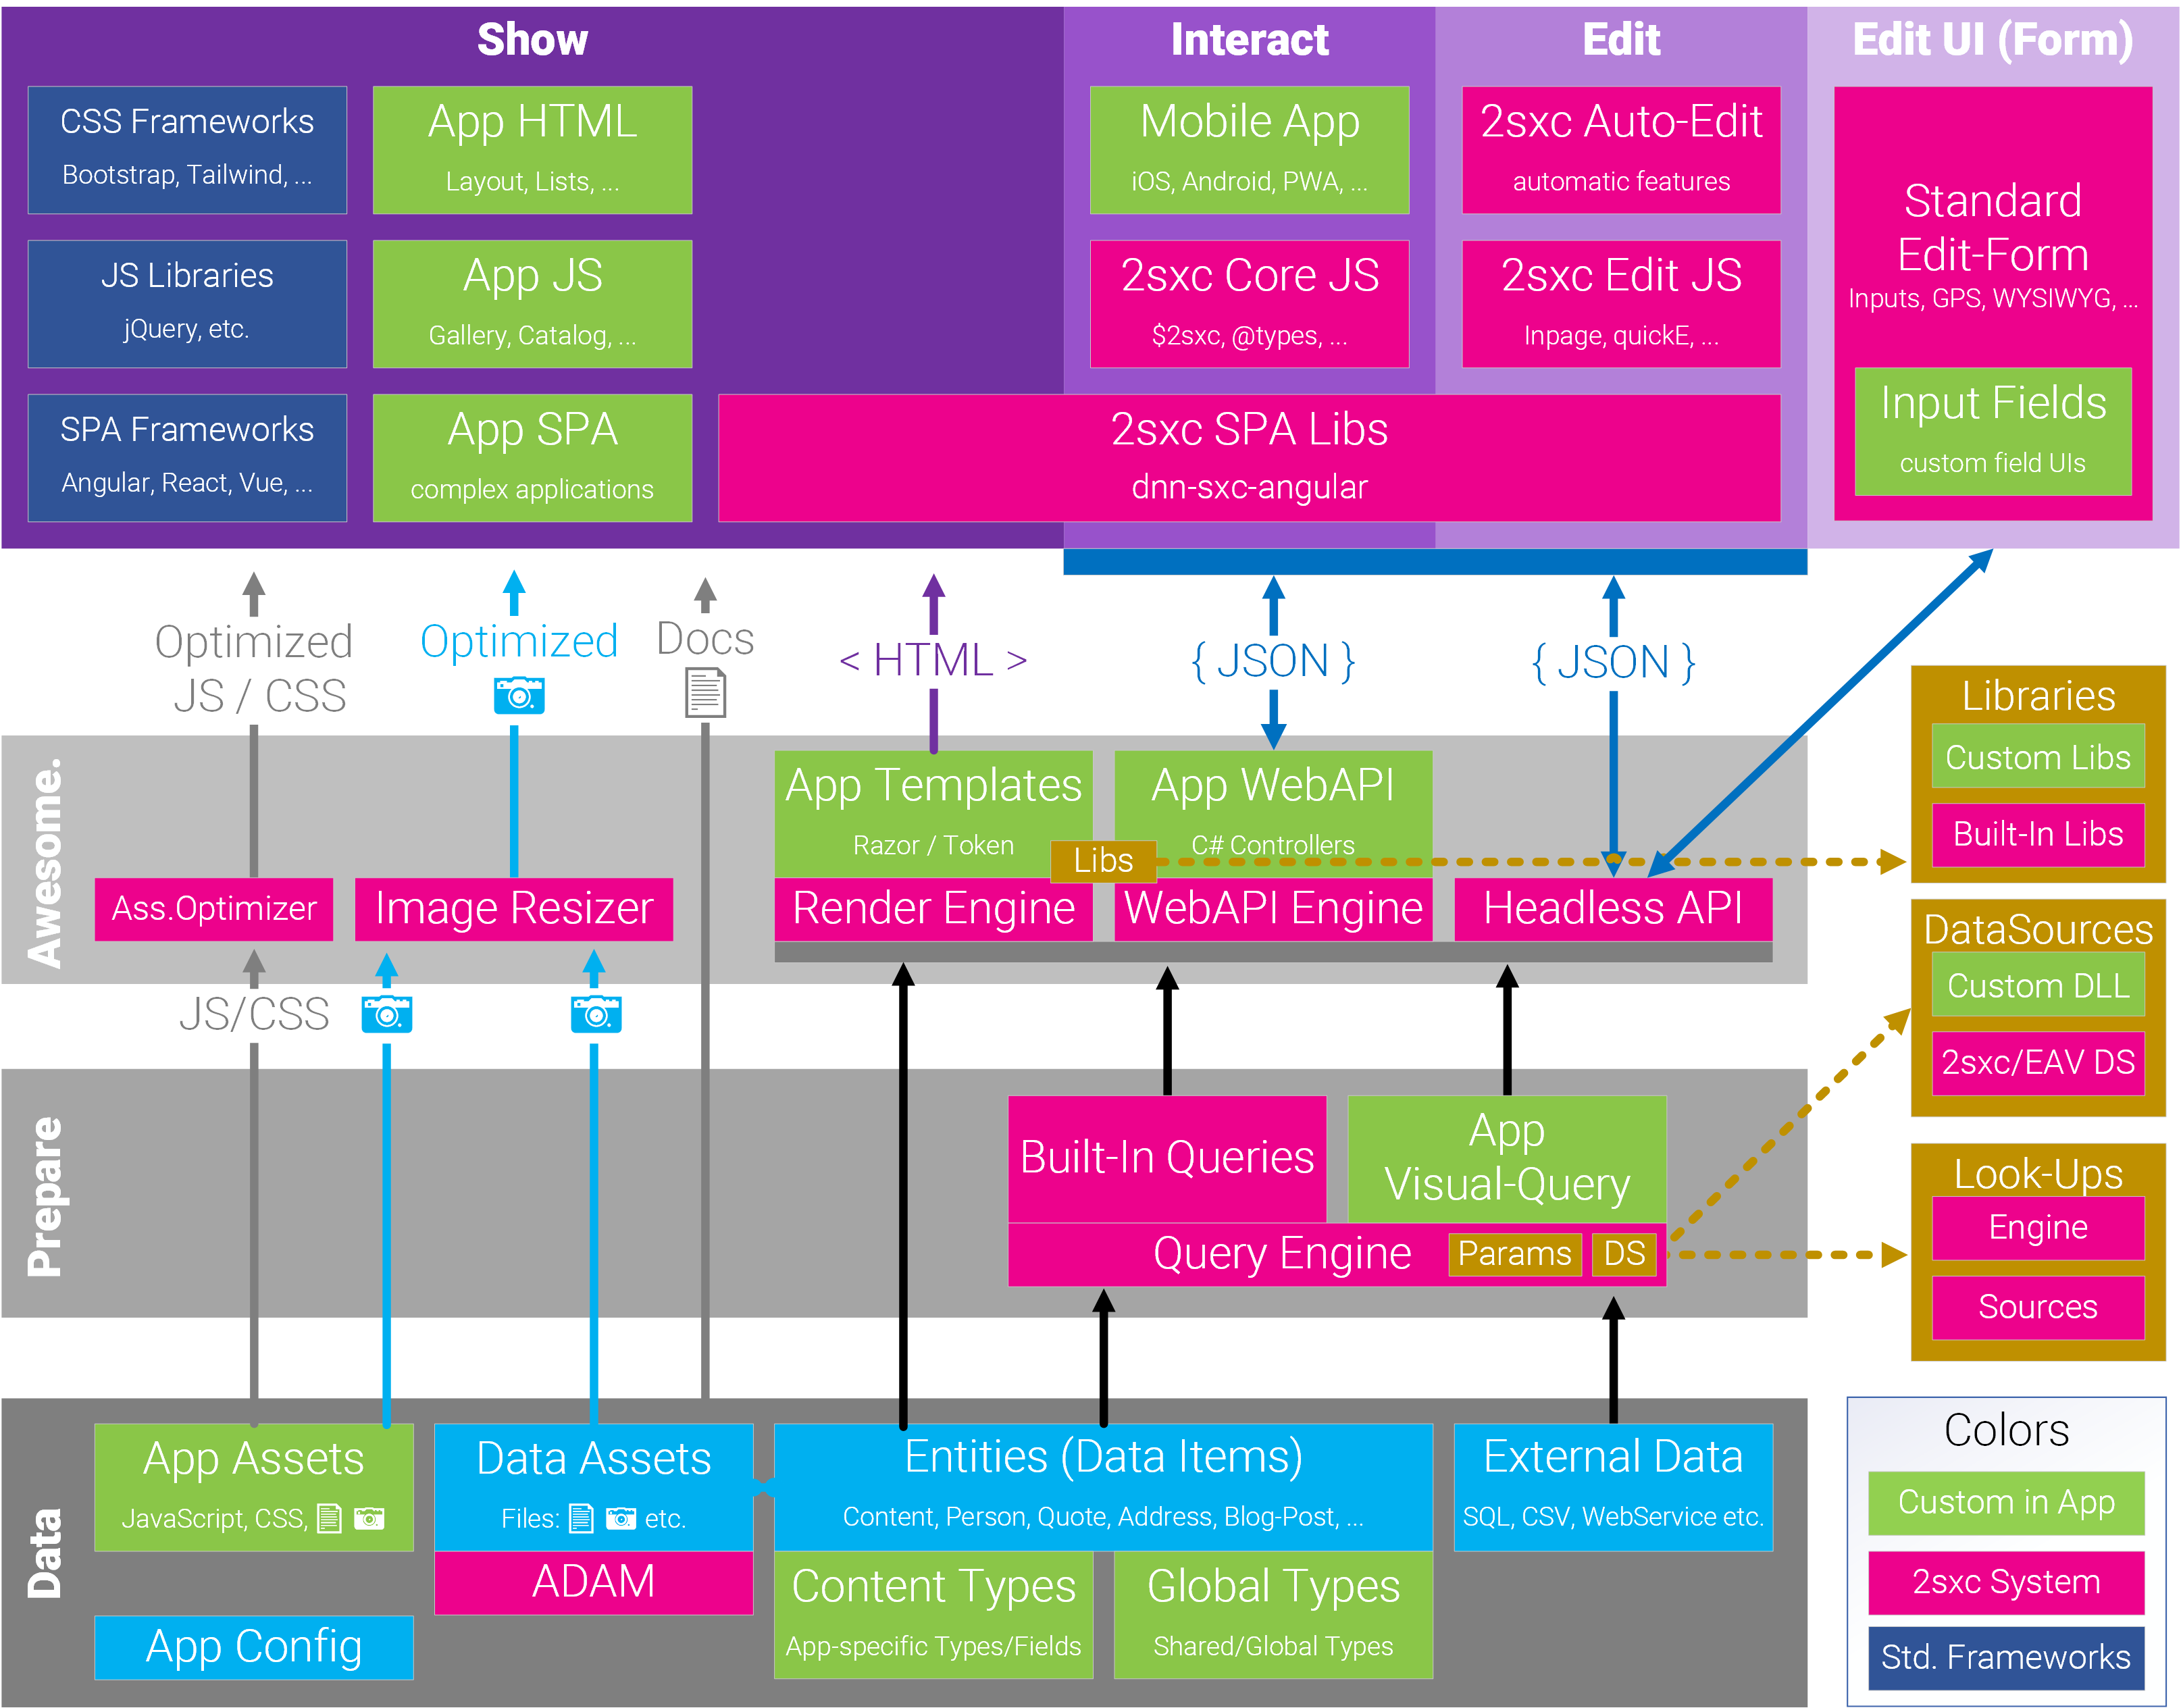 Show
Interact
Edit
Edit UI (Form)
CSS Frameworks
Bootstrap, Tailwind, ...
App HTML
Layout, Lists, ...
Mobile App
iOS, Android, PWA, ...
2sxc Auto-Edit
automatic features
Standard
Edit-Form
Inputs, GPS, WYSIWYG, ...
JS Libraries
jQuery, etc.
App JS
Gallery, Catalog, ...
2sxc Core JS
$2sxc, @types, ...
2sxc Edit JS
Inpage, quickE, ...
Input Fields
custom field UIs
SPA Frameworks
Angular, React, Vue, ...
App SPA
complex applications
2sxc SPA Libs
dnn-sxc-angular
Optimized
JS / CSS
Optimized
Docs
< HTML >
{ JSON }
{ JSON }
Awesome.
App Templates
Razor / Token
App WebAPI
C# Controllers
Libs
Ass.Optimizer
Image Resizer
Render Engine
WebAPI Engine
Headless API
Libraries
Custom Libs
Built-In Libs
DataSources
Custom DLL
2sxc/EAV DS
JS/CSS
Prepare
Built-In Queries
App
Visual-Query
Query Engine
Params
DS
Look-Ups
Engine
Sources
Data
App Assets
JavaScript, CSS,
Data Assets
Files:
etc.
ADAM
Entities (Data Items)
Content, Person, Quote, Address, Blog-Post, ...
External Data
SQL, CSV, WebService etc.
App Config
Content Types
App-specific Types/Fields
Global Types
Shared/Global Types
Colors
Custom in App
2sxc System
Std. Frameworks